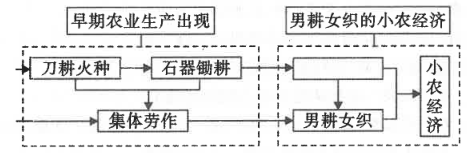 早期农业生产出现
男耕女织的小农经济
刀耕火种
石器锄耕
集体劳作
男耕女织
小农经济